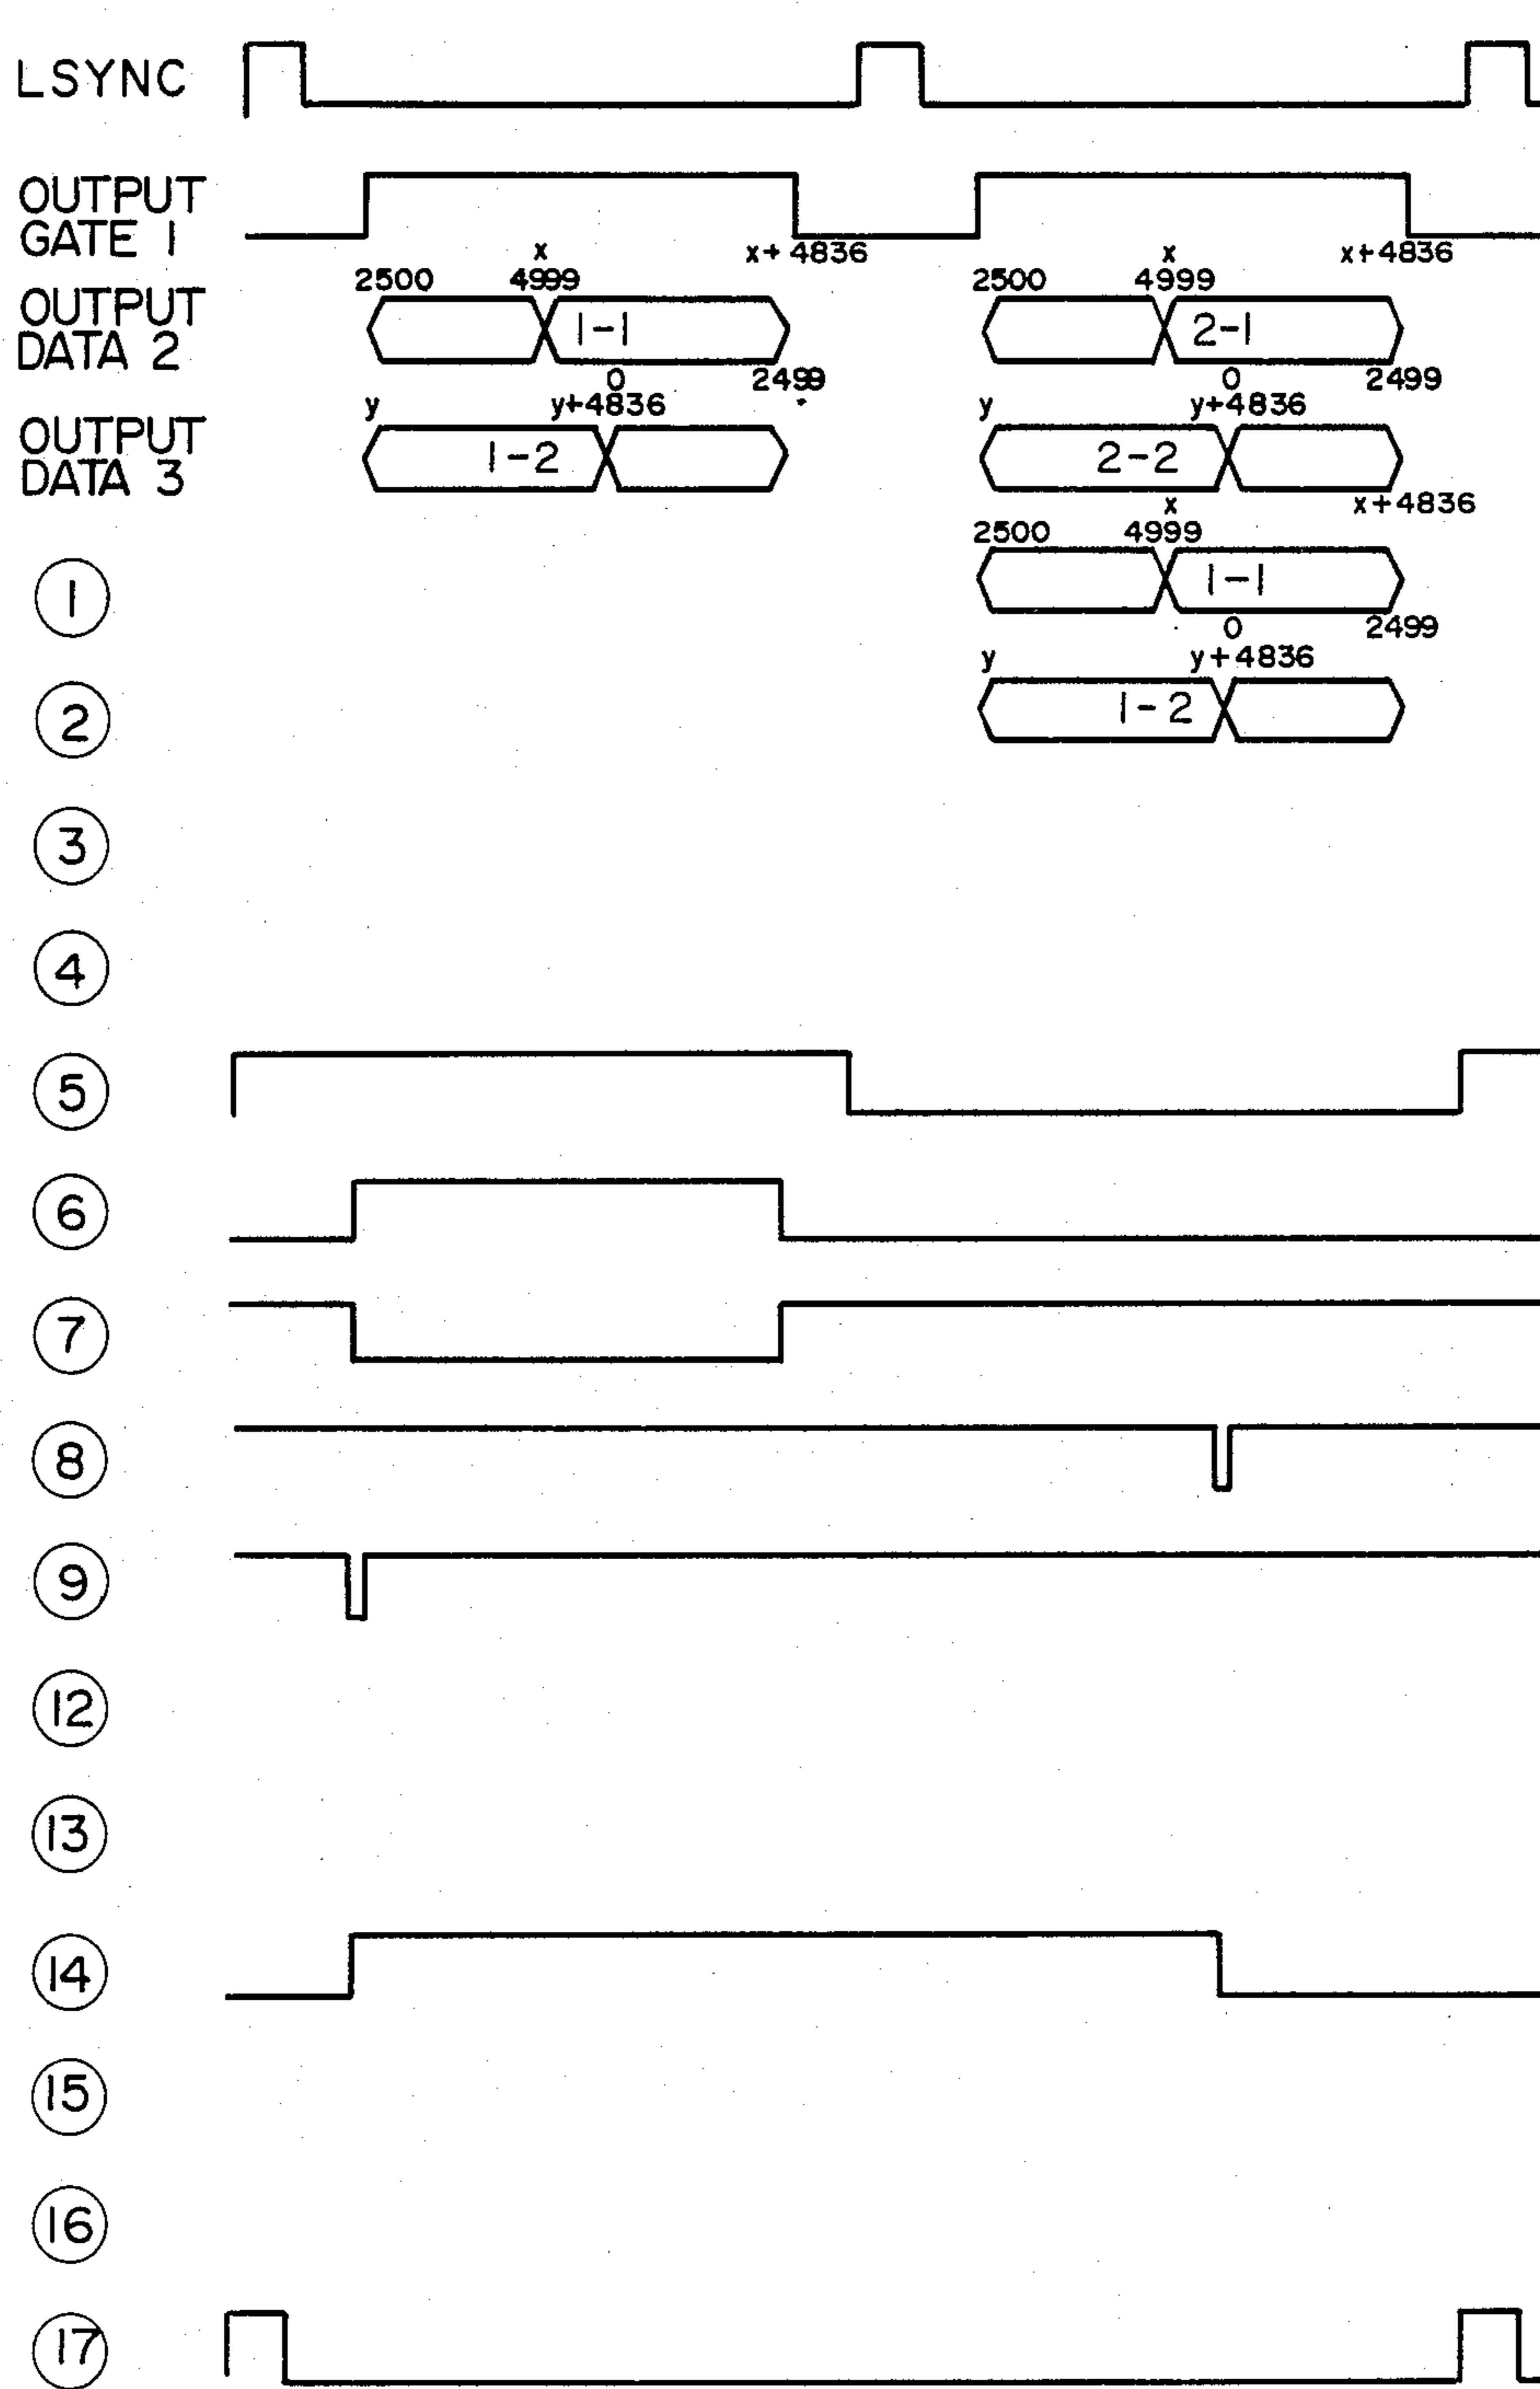 LSYNC
OUTPUT
GATE 1
x x+4836 x x+4836
2500 4999 2500 4999
OUTPUT
DATA 2
1-1 2-1
0 2499 0 2499
y y+4836 y y+4836
OUTPUT
DATA 3
1-2 2-2
x x+4836
2500 4999
1 1-1
0 2499
y y+4836
2 1-2
3
4
5
6
7
8
9
12
13
14
15
16
17